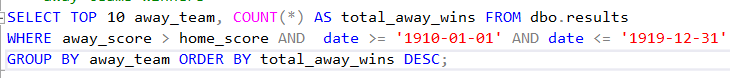 SELECT TOP 10 away_team, COUNT(*) AS total_away_wins FROM dbo.results
WHERE away_score > home_score AND  date >= '1910-01-01' AND date <= '1919-12-31'
GROUP BY away_team ORDER BY total_away_wins DESC;